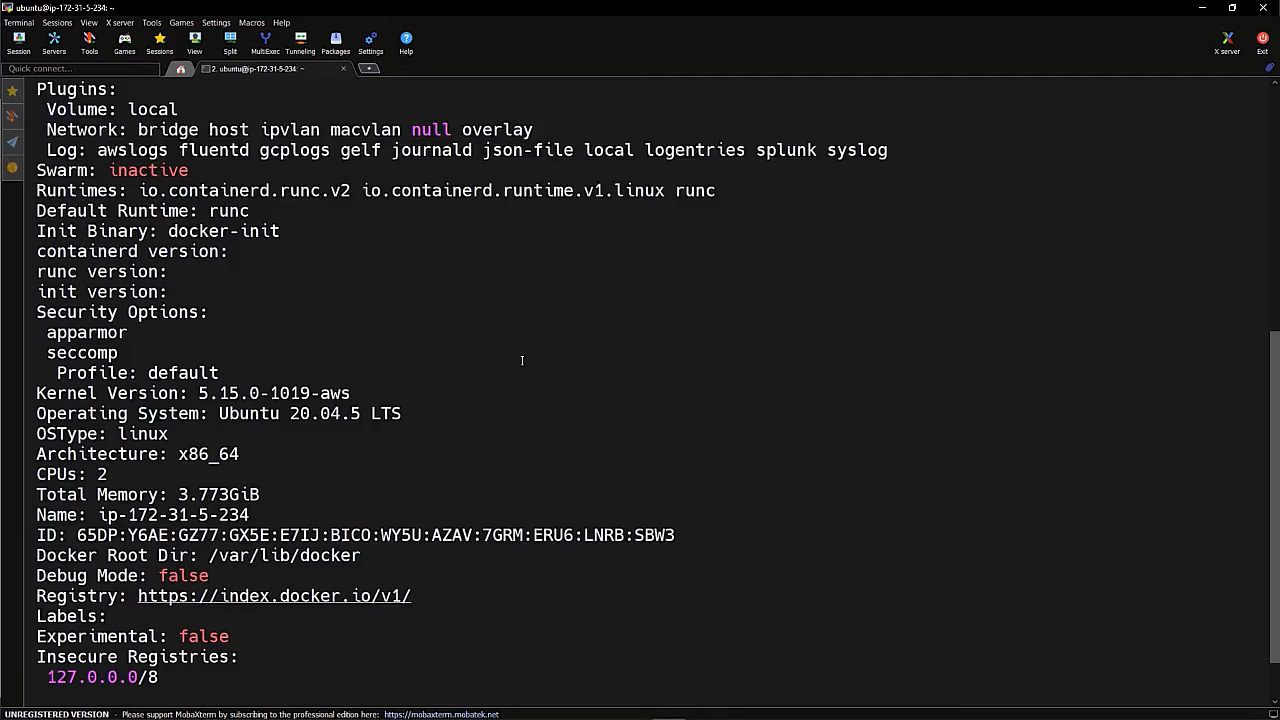 ubuntu@ip-172-31-5-234: ~
Terminal Sessions View X server Tools Games Settings Macros Help
Session Servers Tools Games Sessions View Split MultiExec Tunneling Packages Settings Help X server Exit
Quick connect... 2. ubuntu@ip-172-31-5-234: ~
Plugins:
Volume: local
Network: bridge host ipvlan macvlan null overlay
Log: awslogs fluentd gcplogs gelf journald json-file local logentries splunk syslog
Swarm: inactive
Runtimes: io.containerd.runc.v2 io.containerd.runtime.v1.linux runc
Default Runtime: runc
Init Binary: docker-init
containerd version:
runc version:
init version:
Security Options:
apparmor
seccomp
Profile: default
Kernel Version: 5.15.0-1019-aws
Operating System: Ubuntu 20.04.5 LTS
OSType: linux
Architecture: x86_64
CPUs: 2
Total Memory: 3.773GiB
Name: ip-172-31-5-234
ID: 65DP:Y6AE:GZ77:GX5E:E7IJ:BICO:WY5U:AZAV:7GRM:ERU6:LNRB:SBW3
Docker Root Dir: /var/lib/docker
Debug Mode: false
Registry: https://index.docker.io/v1/
Labels:
Experimental: false
Insecure Registries:
127.0.0.0/8
UNREGISTERED VERSION - Please support MobaXterm by subscribing to the professional edition here: https://mobaxterm.mobatek.net